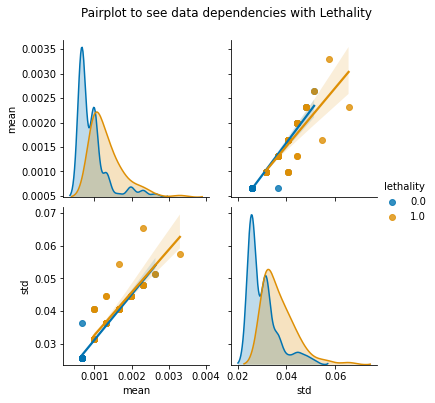 Pairplot to see data dependencies with Lethality
0.0035
0.0030
0.0025
0.0020
0.0015
0.0010
0.0005
mean
lethality
0.0
1.0
0.07
0.06
0.05
0.04
0.03
std
0.001 0.002 0.003 0.004
mean
0.02 0.04 0.06
std